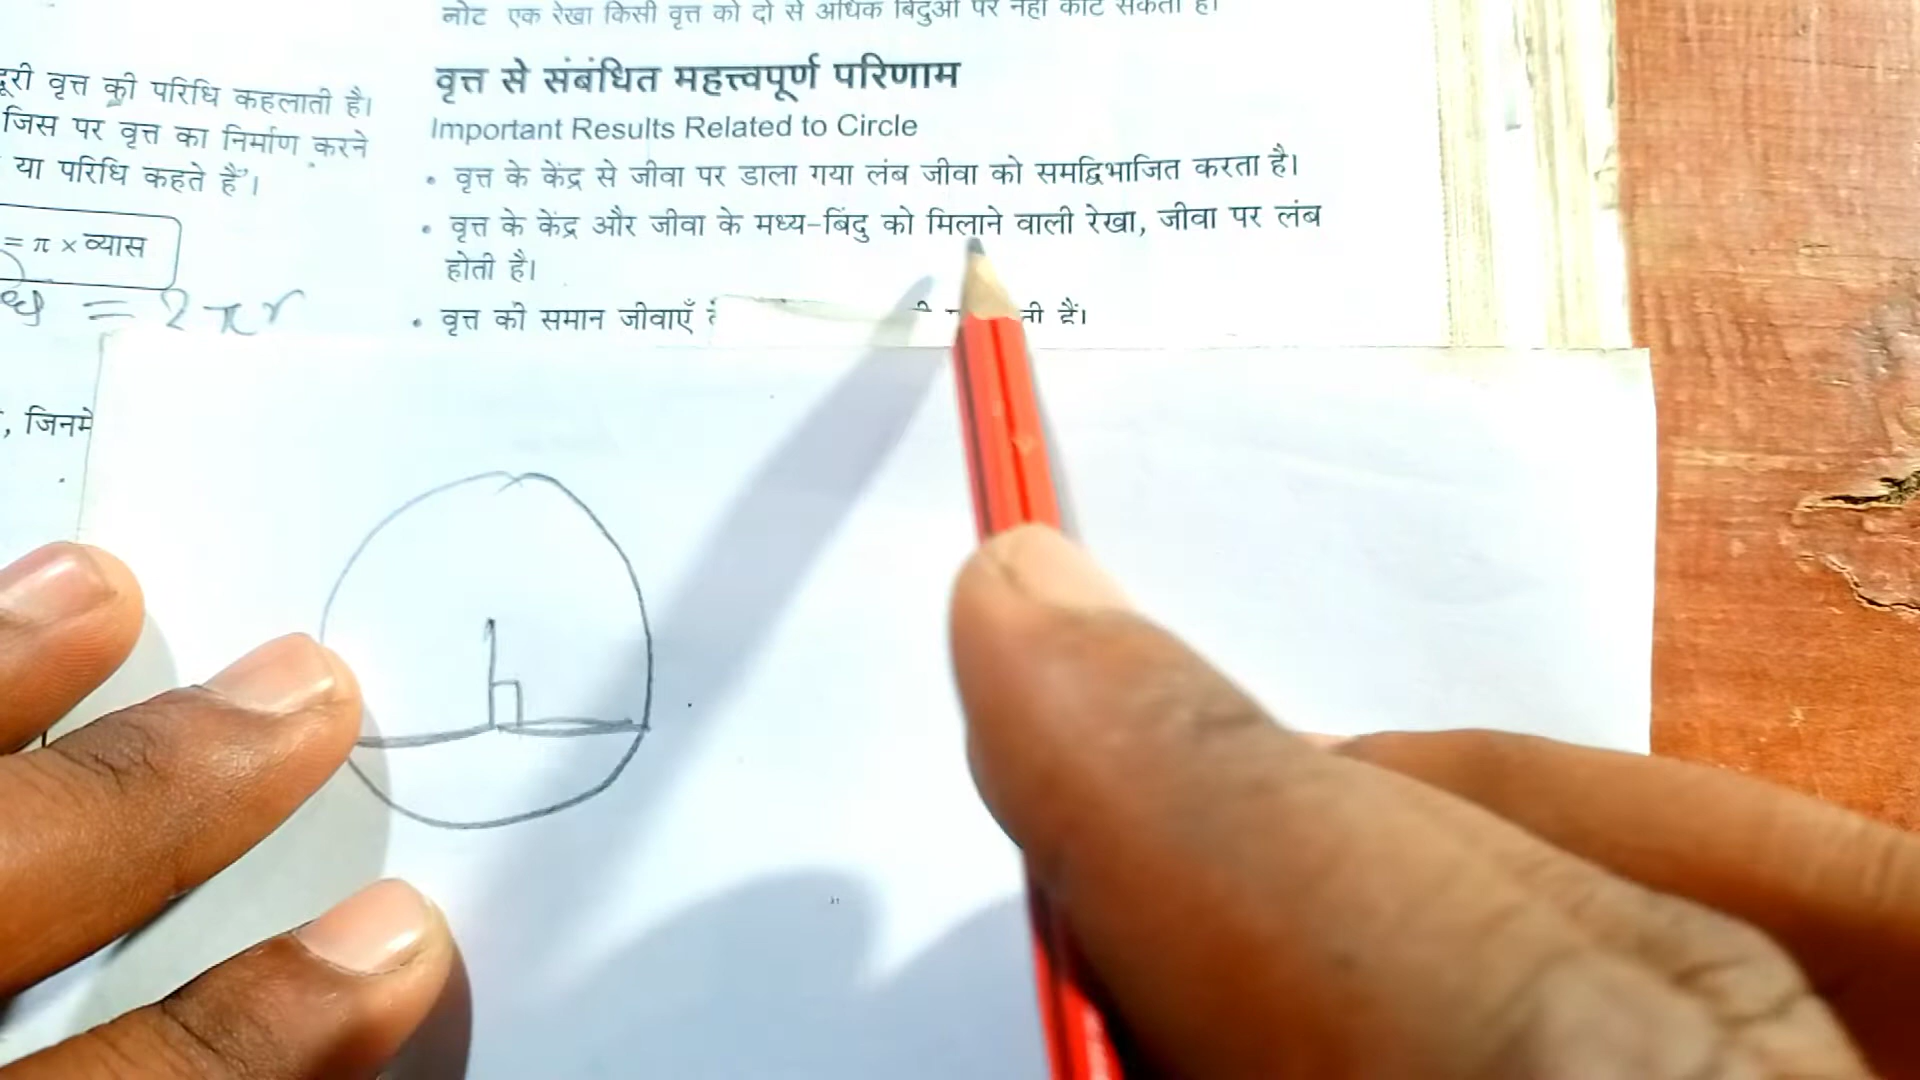 नोट एक रेखा किसी वृत्त को दो से अधिक बिंदुओं पर नहीं काट सकती है।
दूरी वृत्त की परिधि कहलाती है।
जिस पर वृत्त का निर्माण करने
या परिधि कहते हैं"।
= π × व्यास
= 2πr
, जिनमें
वृत्त से संबंधित महत्त्वपूर्ण परिणाम
Important Results Related to Circle
• वृत्त के केंद्र से जीवा पर डाला गया लंब जीवा को समद्विभाजित करता है।
• वृत्त के केंद्र और जीवा के मध्य-बिंदु को मिलाने वाली रेखा, जीवा पर लंब
होती है।
• वृत्त की समान जीवाएँ हैं।